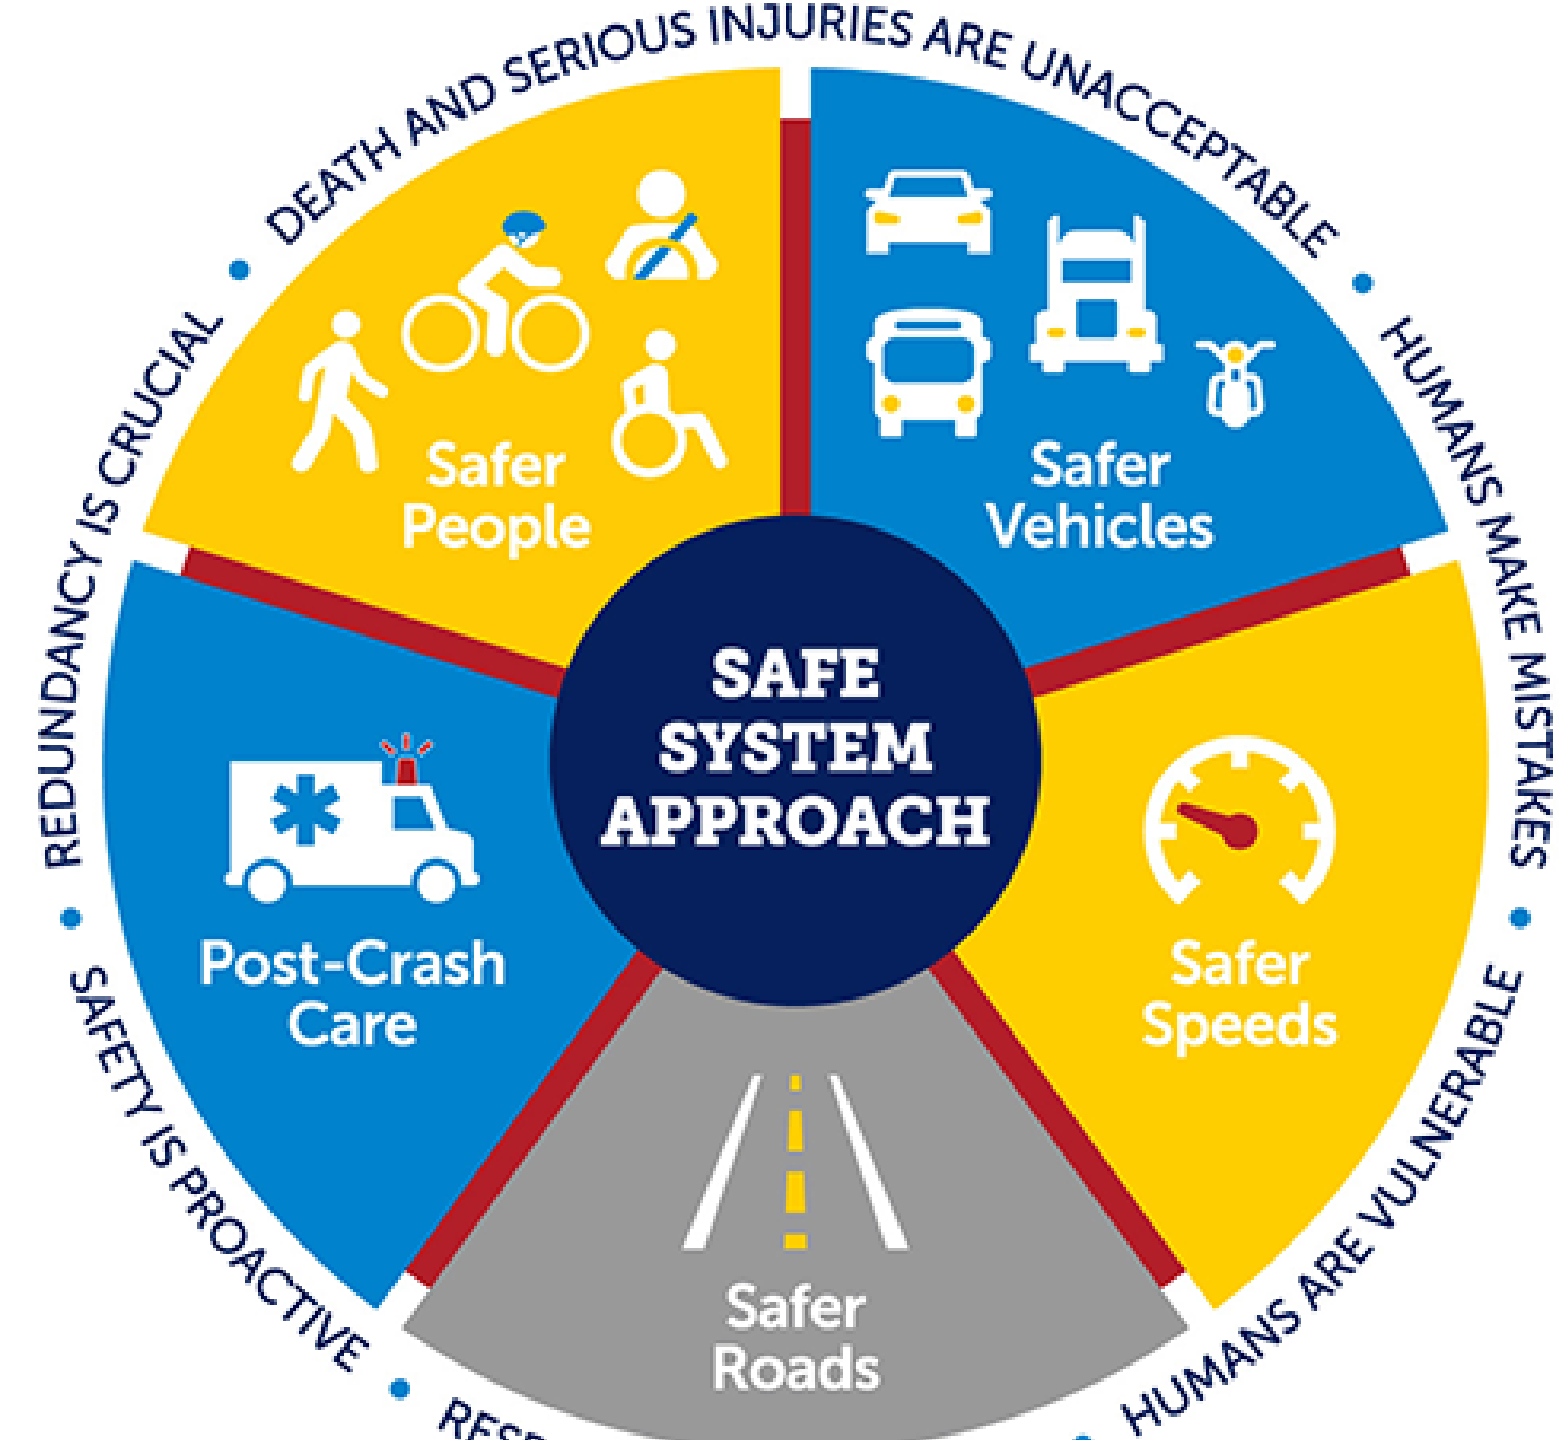 DEATH AND SERIOUS INJURIES ARE UNACCEPTABLE
HUMANS MAKE MISTAKES
HUMANS ARE VULNERABLE
SAFETY IS PROACTIVE
REDUNDANCY IS CRUCIAL
Safer
People
Safer
Vehicles
SAFE
SYSTEM
APPROACH
Post-Crash
Care
Safer
Speeds
Safer
Roads